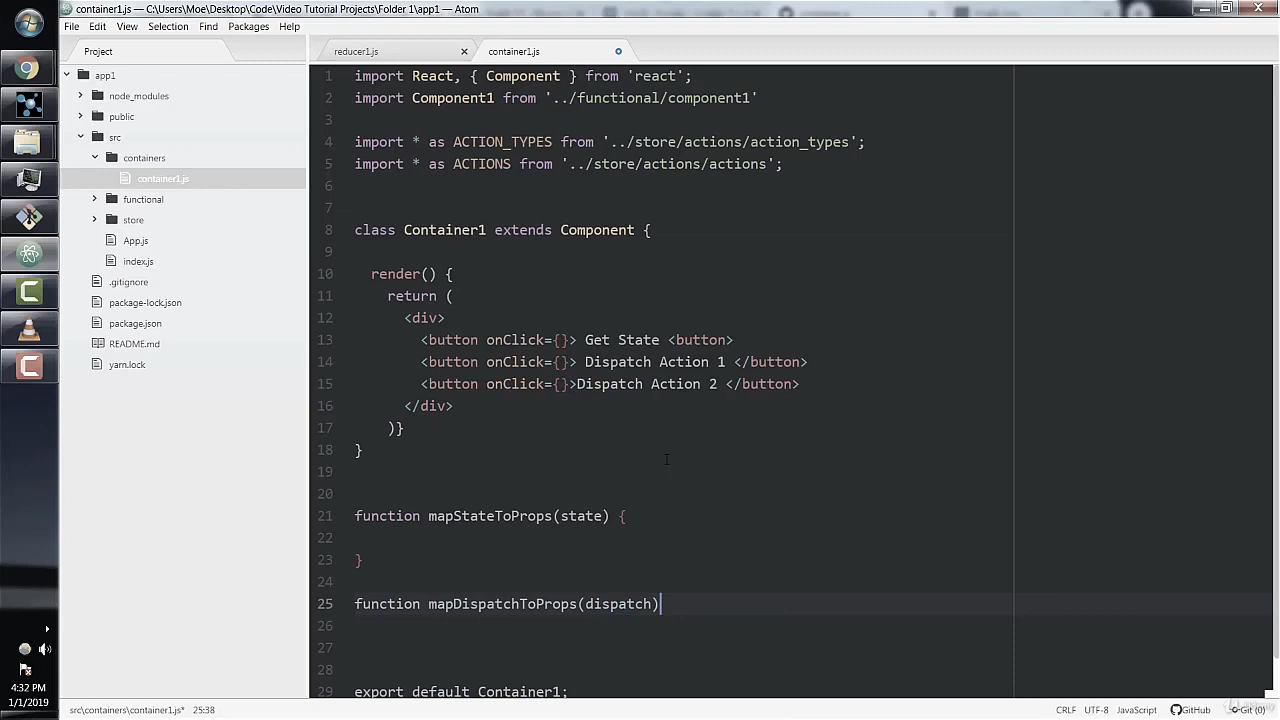 container1.js — C:\Users\Moe\Desktop\Code\Video Tutorial Projects\Folder 1\app1 — Atom
File Edit View Selection Find Packages Help
Project
reducer1.js
container1.js
app1
node_modules
public
src
containers
container1.js
functional
store
App.js
index.js
.gitignore
package-lock.json
package.json
README.md
yarn.lock
1 import React, { Component } from 'react';
2 import Component1 from '../functional/component1'
3
4 import * as ACTION_TYPES from '../store/actions/action_types';
5 import * as ACTIONS from '../store/actions/actions';
6
7
8 class Container1 extends Component {
9
10 render() {
11 return (
12 <div>
13 <button onClick={}> Get State <button>
14 <button onClick={}> Dispatch Action 1 </button>
15 <button onClick={}>Dispatch Action 2 </button>
16 </div>
17 )}
18 }
19
20
21 function mapStateToProps(state) {
22
23 }
24
25 function mapDispatchToProps(dispatch)
26
27
28
29 export default Container1;
4:32 PM
1/1/2019
src\containers\container1.js* 25:38
CRLF UTF-8 JavaScript GitHub Git (0)